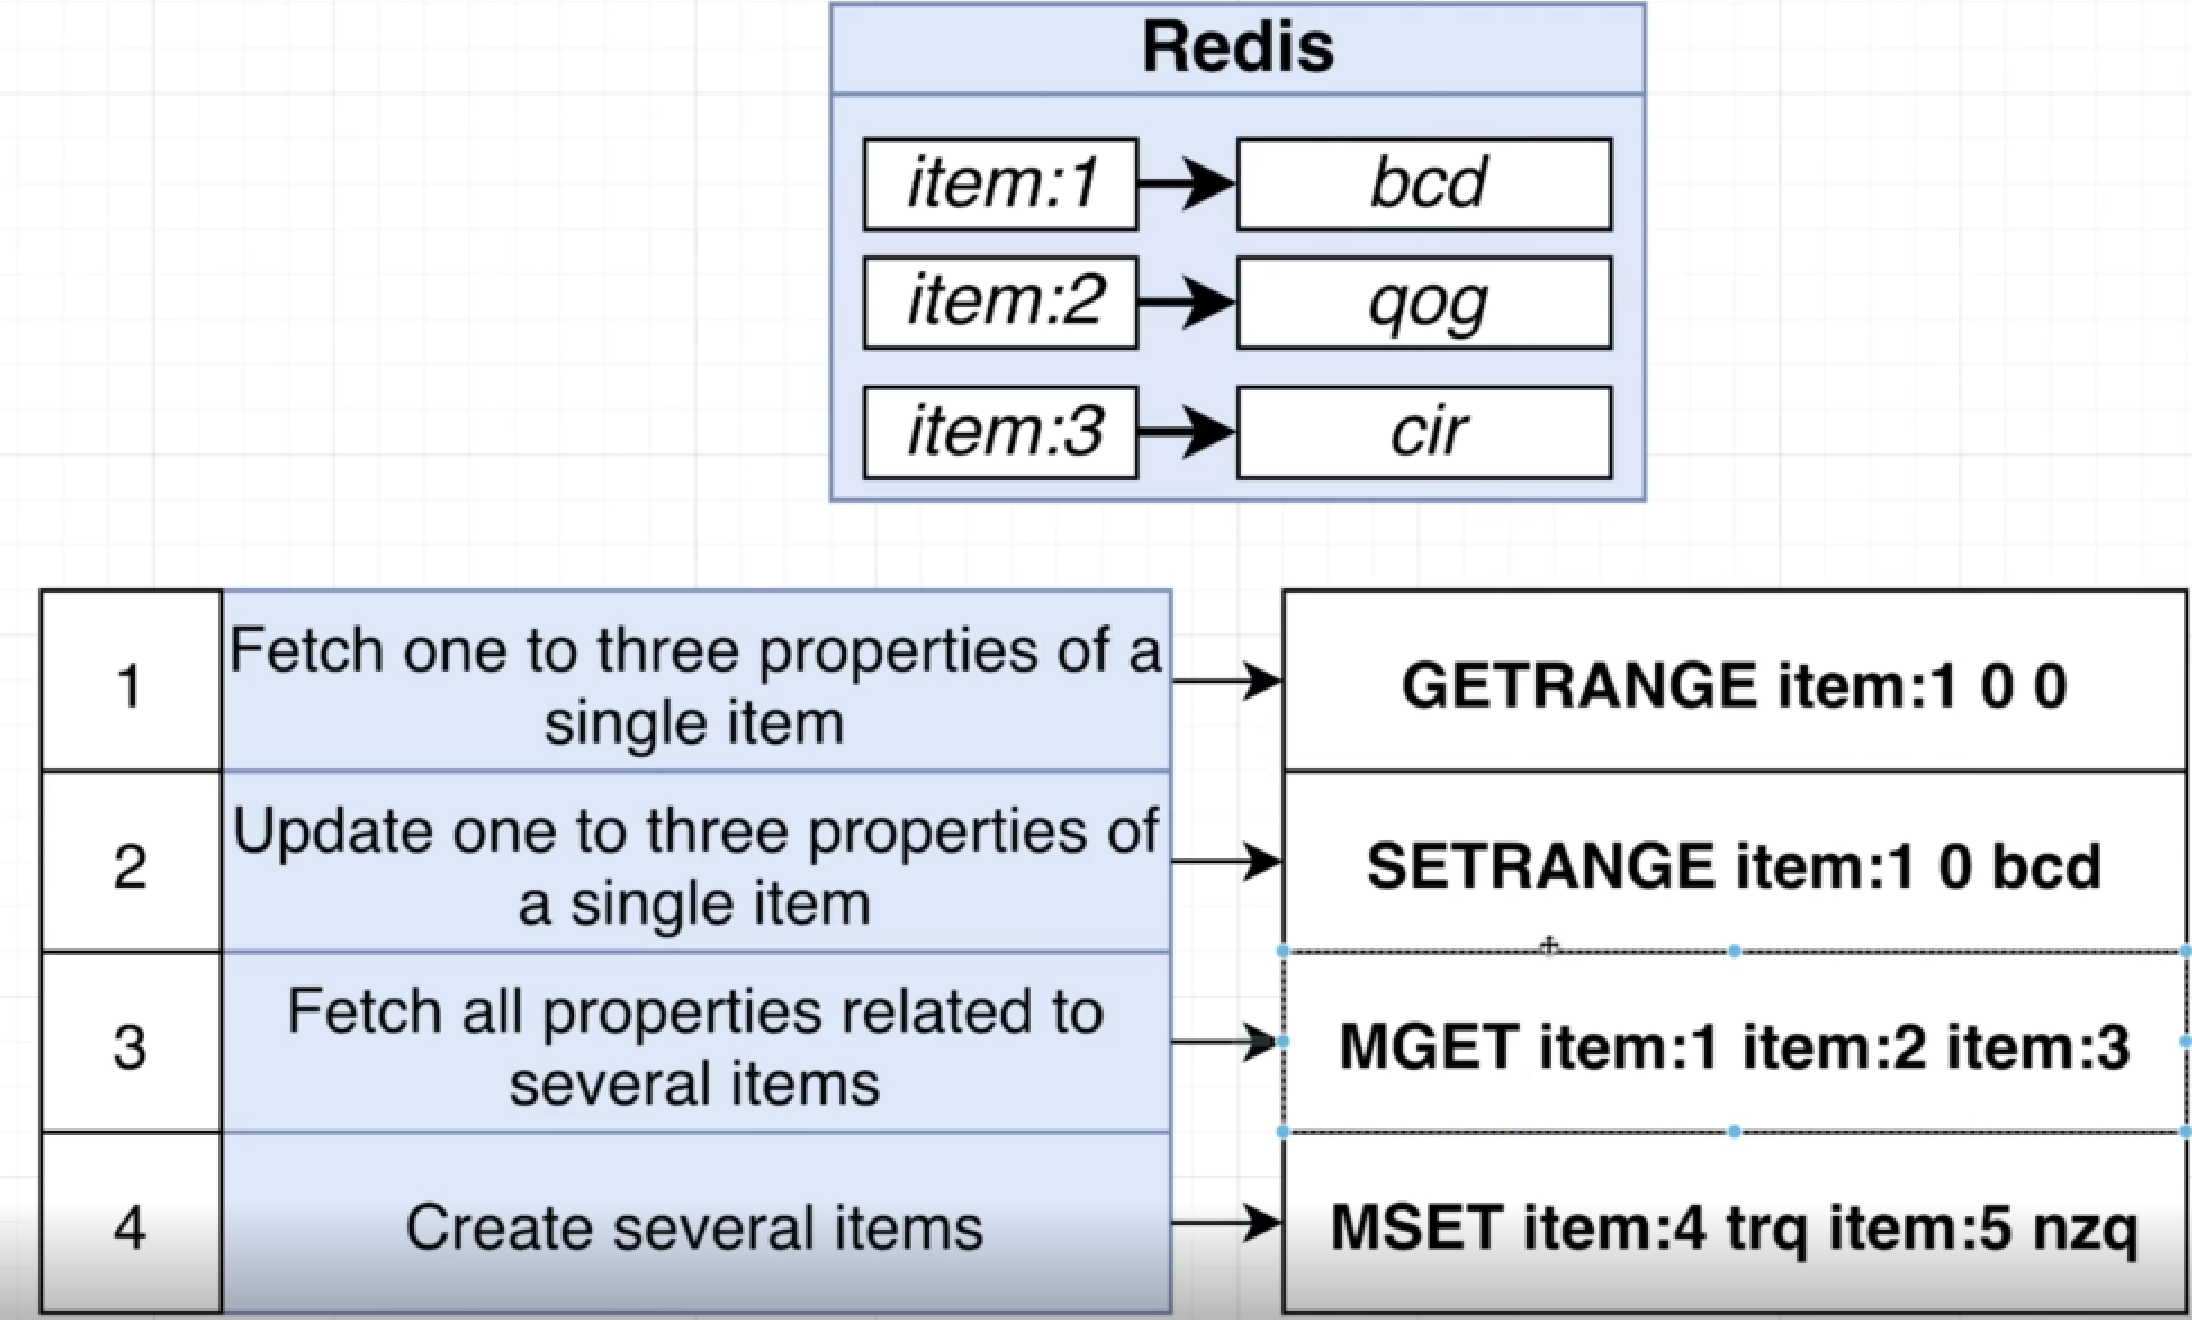 Redis
item:1
bcd
item:2
qog
item:3
cir
1
Fetch one to three properties of a
single item
GETRANGE item:1 0 0
2
Update one to three properties of
a single item
SETRANGE item:1 0 bcd
3
Fetch all properties related to
several items
MGET item:1 item:2 item:3
4
Create several items
MSET item:4 trq item:5 nzq